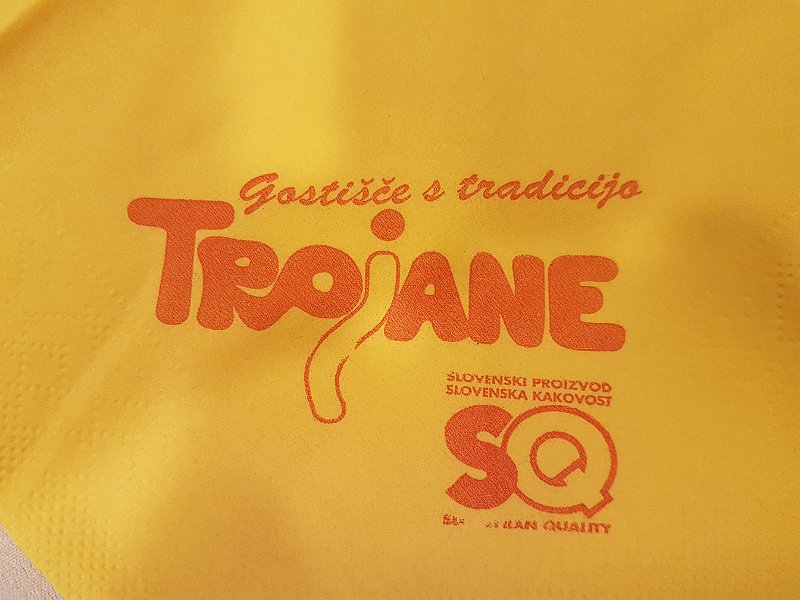 Gostišče s tradicijo
TROJANE
SLOVENSKI PROIZVOD
SLOVENSKA KAKOVOST
SQ
QUALITY